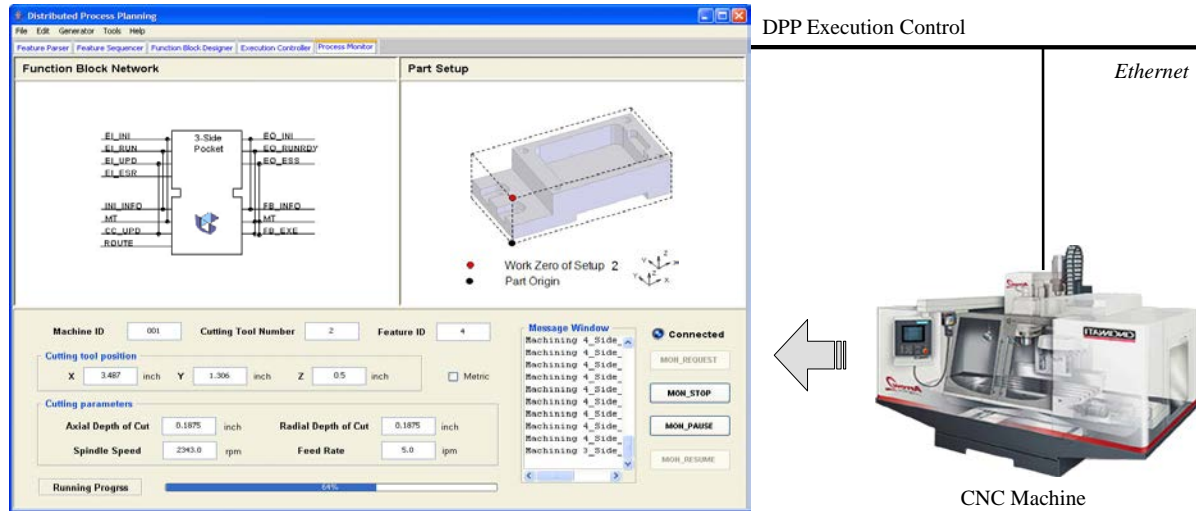 Distributed Process Planning
File Edit Generator Tools Help
Feature Parser Feature Sequencer Function Block Designer Execution Controller Process Monitor
Function Block Network
Part Setup
EI_INI
EI_RUN
EI_UPD
EI_ESR
INI_INFO
MT
CC_UPD
ROUTE
3-Side
Pocket
EO_INI
EO_RUNRDY
EO_ESS
FB_INFO
MT
FB_EXE
Work Zero of Setup 2
Part Origin
Z
Y
X
Z
Y
X
Machine ID 001 Cutting Tool Number 2 Feature ID 4
Cutting tool position
X 3.487 inch Y 1.306 inch Z 0.5 inch Metric
Cutting parameters
Axial Depth of Cut 0.1875 inch Radial Depth of Cut 0.1875 inch
Spindle Speed 2343.0 rpm Feed Rate 5.0 ipm
Running Progrss 64%
Message Window
Machining 4_Side_
Machining 4_Side_
Machining 4_Side_
Machining 4_Side_
Machining 4_Side_
Machining 4_Side_
Machining 4_Side_
Machining 4_Side_
Machining 4_Side_
Machining 3_Side_
Connected
MON_REQUEST
MON_STOP
MON_PAUSE
MON_RESUME
DPP Execution Control
Ethernet
CINCINNATI
CNC Machine